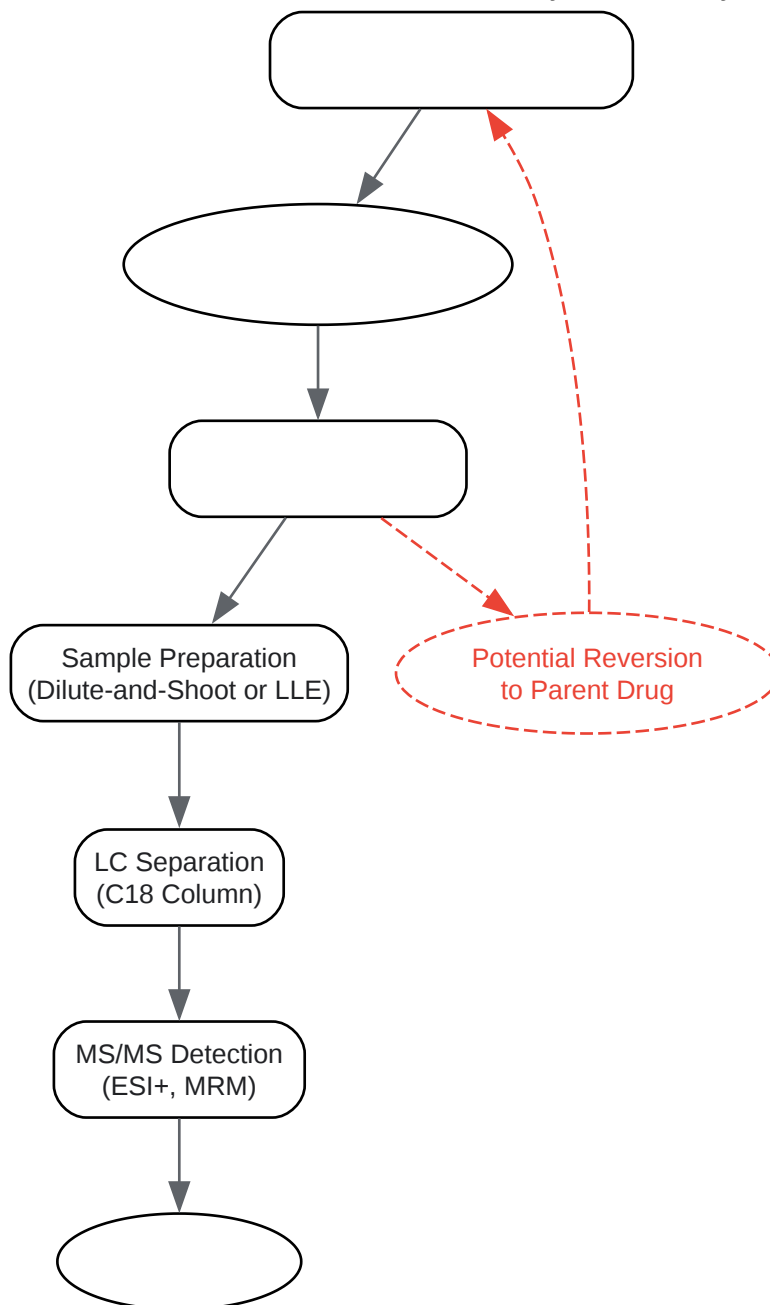 Sample Preparation
(Dilute-and-Shoot or LLE)
Potential Reversion
to Parent Drug
LC Separation
(C18 Column)
MS/MS Detection
(ESI+, MRM)